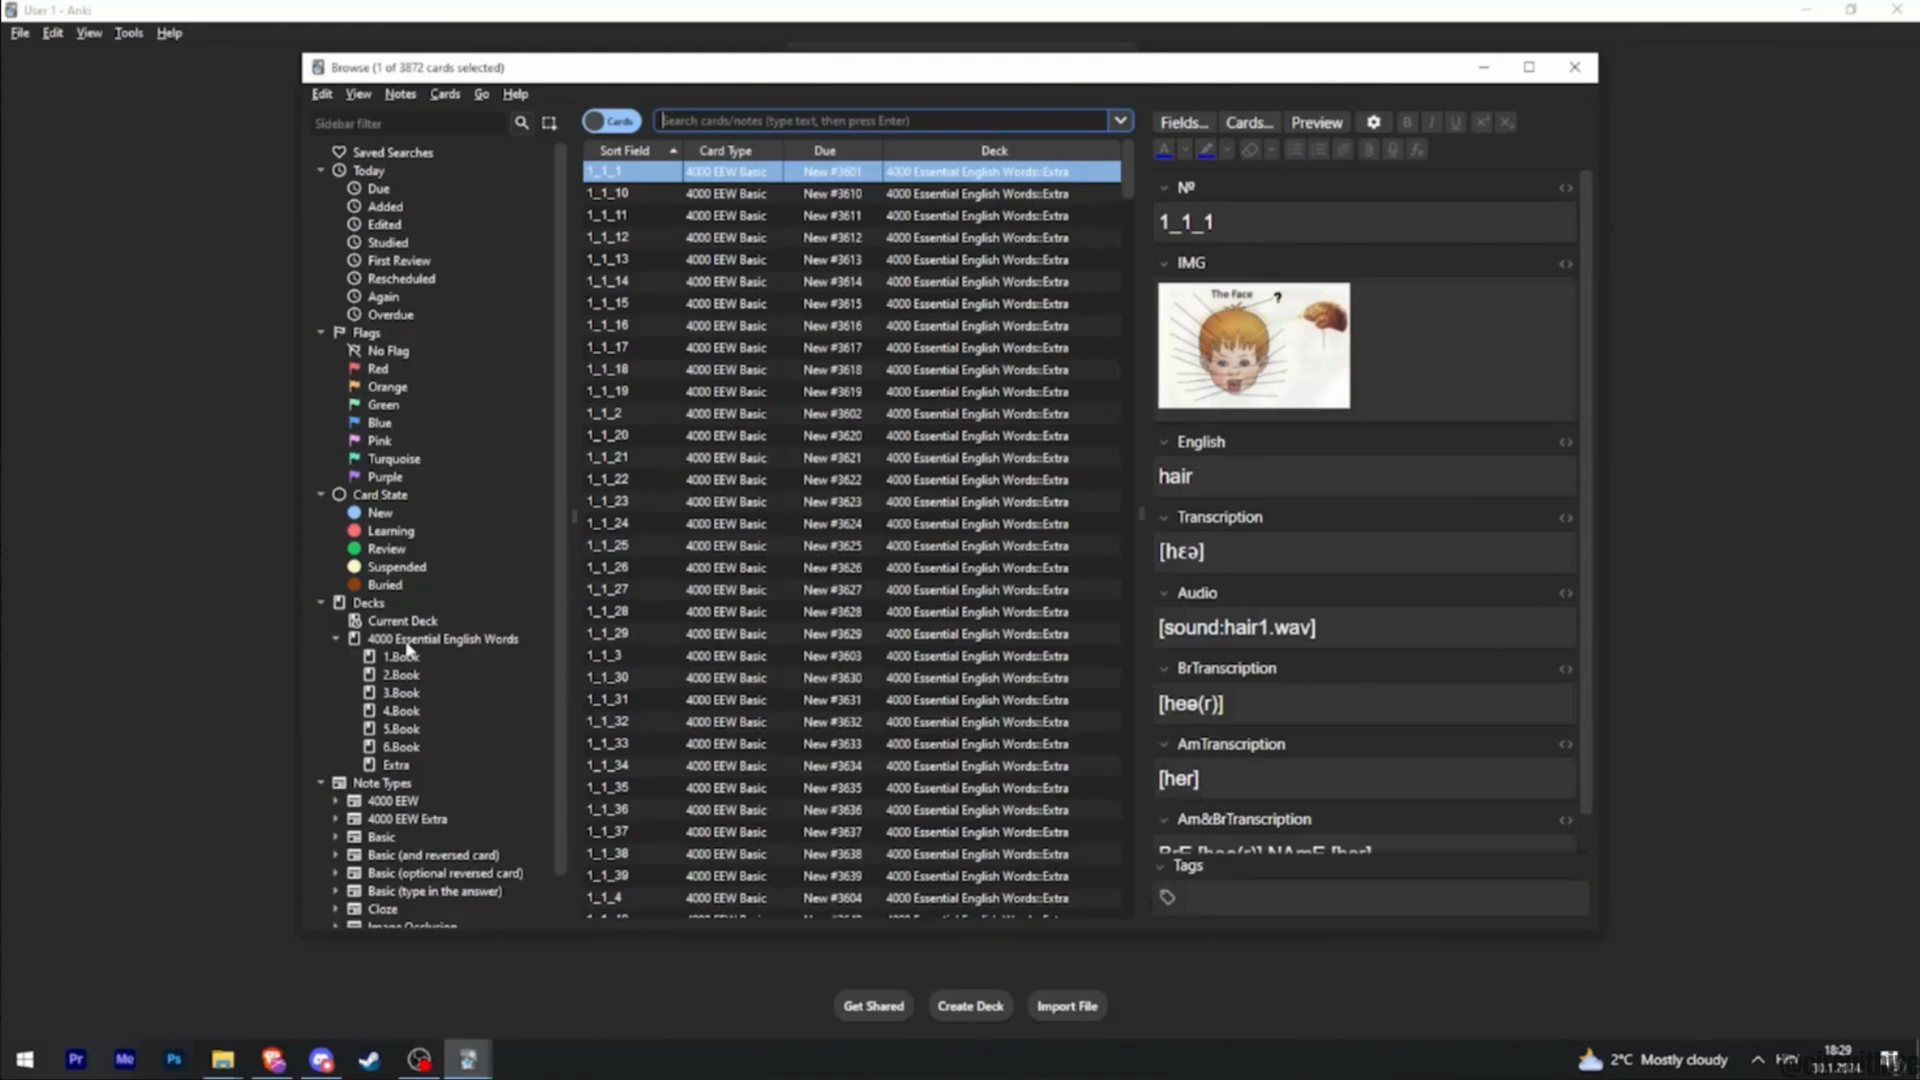 User 1 - Anki
File Edit View Tools Help
Browse (1 of 3872 cards selected)
Edit View Notes Cards Go Help
Sidebar filter
Saved Searches
Today
Due
Added
Edited
Studied
First Review
Rescheduled
Again
Overdue
Flags
No Flag
Red
Orange
Green
Blue
Pink
Turquoise
Purple
Card State
New
Learning
Review
Suspended
Buried
Decks
Current Deck
4000 Essential English Words
1.Book
2.Book
3.Book
4.Book
5.Book
6.Book
Extra
Note Types
4000 EEW
4000 EEW Extra
Basic
Basic (and reversed card)
Basic (optional reversed card)
Basic (type in the answer)
Cloze
Image Occlusion
Cards Search cards/notes (type text, then press Enter)
Sort Field Card Type Due Deck
1_1_1 4000 EEW Basic New #3601 4000 Essential English Words::Extra
1_1_10 4000 EEW Basic New #3610 4000 Essential English Words::Extra
1_1_11 4000 EEW Basic New #3611 4000 Essential English Words::Extra
1_1_12 4000 EEW Basic New #3612 4000 Essential English Words::Extra
1_1_13 4000 EEW Basic New #3613 4000 Essential English Words::Extra
1_1_14 4000 EEW Basic New #3614 4000 Essential English Words::Extra
1_1_15 4000 EEW Basic New #3615 4000 Essential English Words::Extra
1_1_16 4000 EEW Basic New #3616 4000 Essential English Words::Extra
1_1_17 4000 EEW Basic New #3617 4000 Essential English Words::Extra
1_1_18 4000 EEW Basic New #3618 4000 Essential English Words::Extra
1_1_19 4000 EEW Basic New #3619 4000 Essential English Words::Extra
1_1_2 4000 EEW Basic New #3602 4000 Essential English Words::Extra
1_1_20 4000 EEW Basic New #3620 4000 Essential English Words::Extra
1_1_21 4000 EEW Basic New #3621 4000 Essential English Words::Extra
1_1_22 4000 EEW Basic New #3622 4000 Essential English Words::Extra
1_1_23 4000 EEW Basic New #3623 4000 Essential English Words::Extra
1_1_24 4000 EEW Basic New #3624 4000 Essential English Words::Extra
1_1_25 4000 EEW Basic New #3625 4000 Essential English Words::Extra
1_1_26 4000 EEW Basic New #3626 4000 Essential English Words::Extra
1_1_27 4000 EEW Basic New #3627 4000 Essential English Words::Extra
1_1_28 4000 EEW Basic New #3628 4000 Essential English Words::Extra
1_1_29 4000 EEW Basic New #3629 4000 Essential English Words::Extra
1_1_3 4000 EEW Basic New #3603 4000 Essential English Words::Extra
1_1_30 4000 EEW Basic New #3630 4000 Essential English Words::Extra
1_1_31 4000 EEW Basic New #3631 4000 Essential English Words::Extra
1_1_32 4000 EEW Basic New #3632 4000 Essential English Words::Extra
1_1_33 4000 EEW Basic New #3633 4000 Essential English Words::Extra
1_1_34 4000 EEW Basic New #3634 4000 Essential English Words::Extra
1_1_35 4000 EEW Basic New #3635 4000 Essential English Words::Extra
1_1_36 4000 EEW Basic New #3636 4000 Essential English Words::Extra
1_1_37 4000 EEW Basic New #3637 4000 Essential English Words::Extra
1_1_38 4000 EEW Basic New #3638 4000 Essential English Words::Extra
1_1_39 4000 EEW Basic New #3639 4000 Essential English Words::Extra
1_1_4 4000 EEW Basic New #3604 4000 Essential English Words::Extra
Fields... Cards... Preview
№
1_1_1
IMG
The Face ?
English
hair
Transcription
[hɛə]
Audio
[sound:hair1.wav]
BrTranscription
[heə(r)]
AmTranscription
[her]
Am&BrTranscription
Tags
Get Shared Create Deck Import File
Pr Me Ps
2°C Mostly cloudy
18:29
30.1.2024.